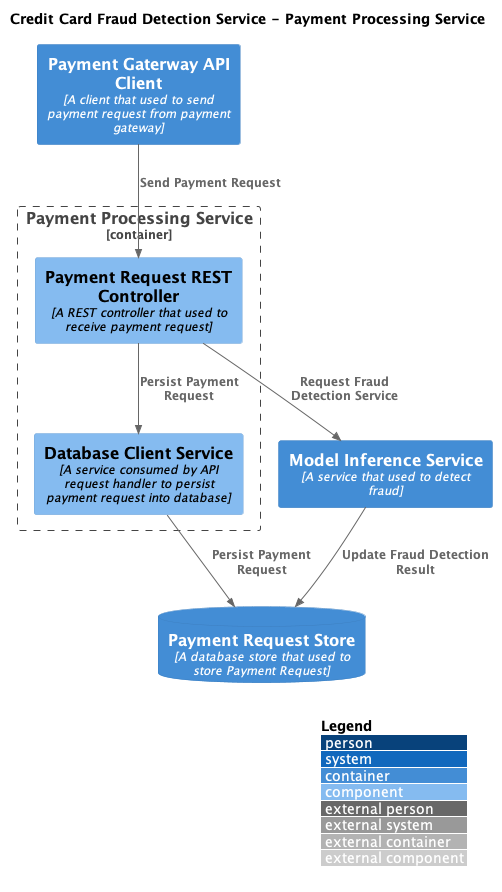 Credit Card Fraud Detection Service - Payment Processing Service
Payment Gaterway API
Client
[A client that used to send
payment request from payment
gateway]
Send Payment Request
Payment Processing Service
[container]
Payment Request REST
Controller
[A REST controller that used to
receive payment request]
Persist Payment
Request
Request Fraud
Detection Service
Database Client Service
[A service consumed by API
request handler to persist
payment request into database]
Model Inference Service
[A service that used to detect
fraud]
Persist Payment
Request
Update Fraud Detection
Result
Payment Request Store
[A database store that used to
store Payment Request]
Legend
person
system
container
component
external person
external system
external container
external component